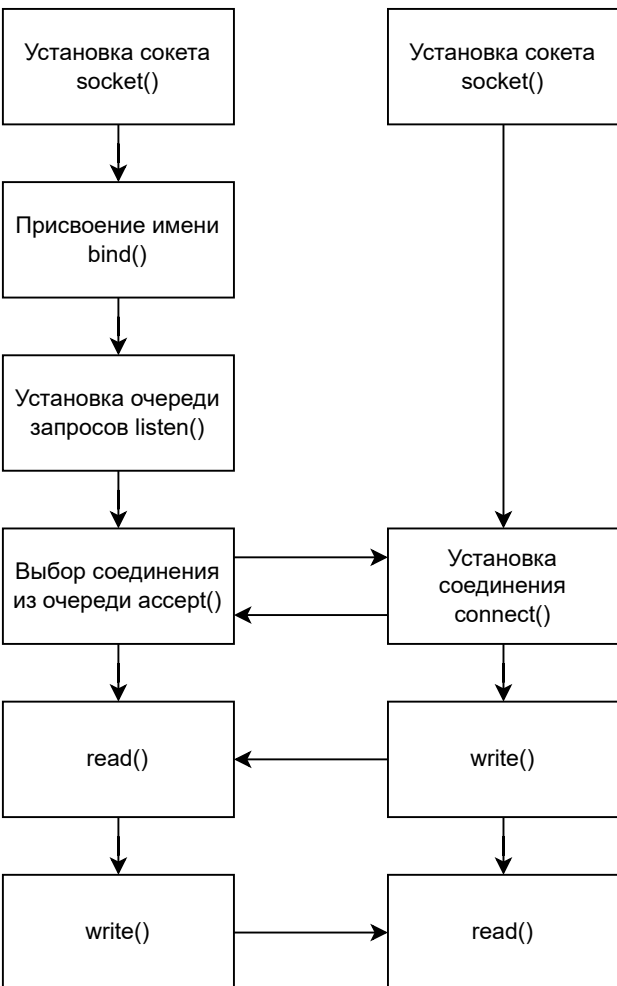 Установка сокета
socket()
Установка сокета
socket()
Присвоение имени
bind()
Установка очереди
запросов listen()
Выбор соединения
из очереди accept()
Установка
соединения
connect()
read()
write()
write()
read()